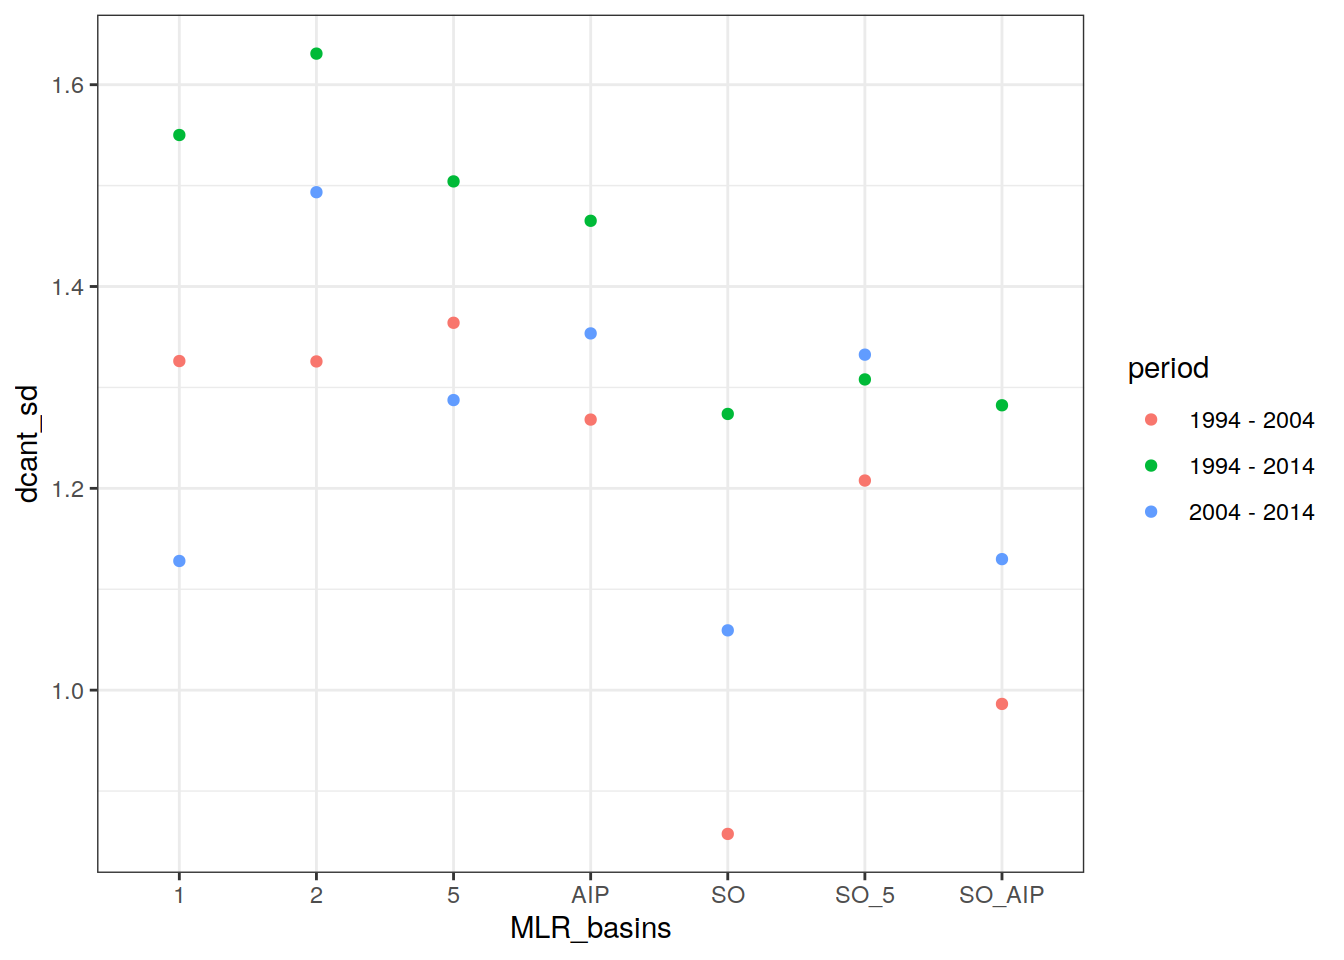 1.6
1.4
1.2
1.0
dcant_sd
1 2 5 AIP SO SO_5 SO_AIP
MLR_basins
period
1994 - 2004
1994 - 2014
2004 - 2014